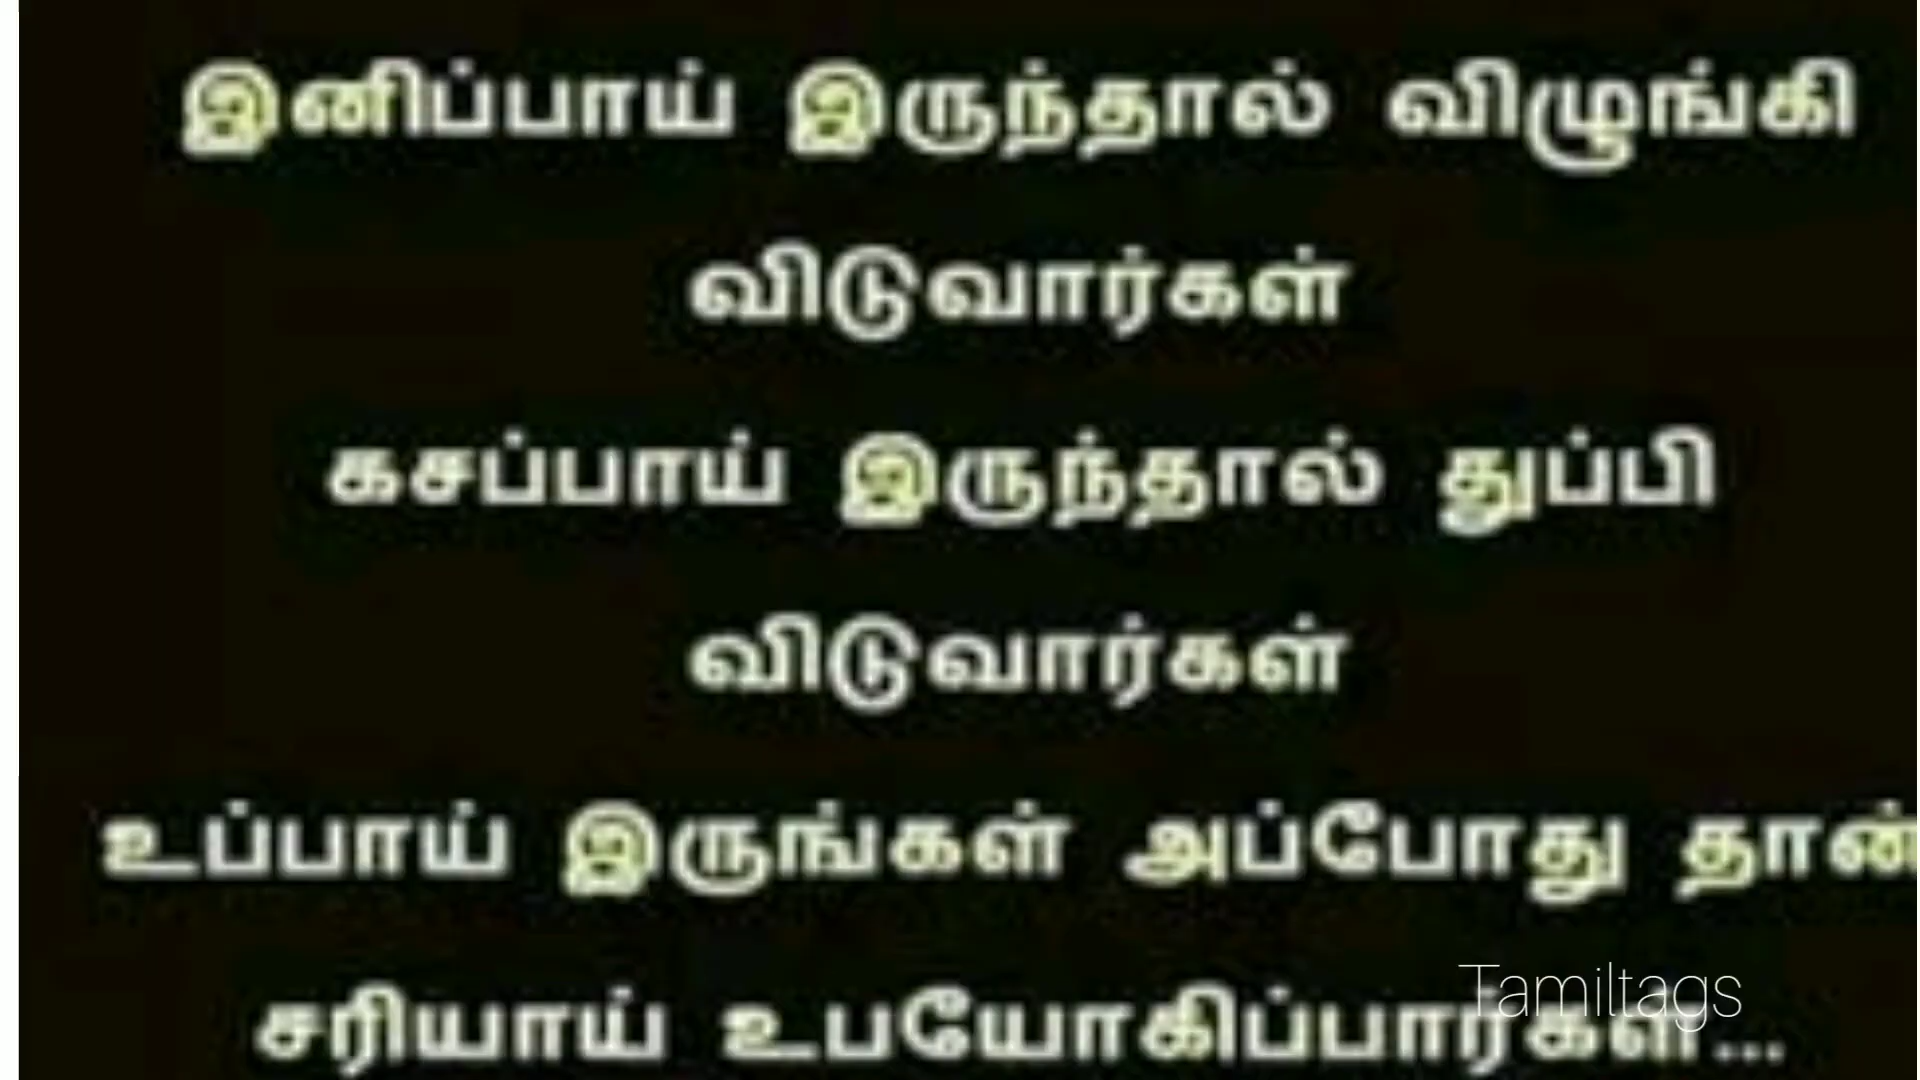 இனிப்பாய் இருந்தால் விழுங்கி
விடுவார்கள்
கசப்பாய் இருந்தால் துப்பி
விடுவார்கள்
உப்பாய் இருங்கள் அப்போது தான்
சரியாய் உபயோகிப்பார்கள்...
Tamiltags